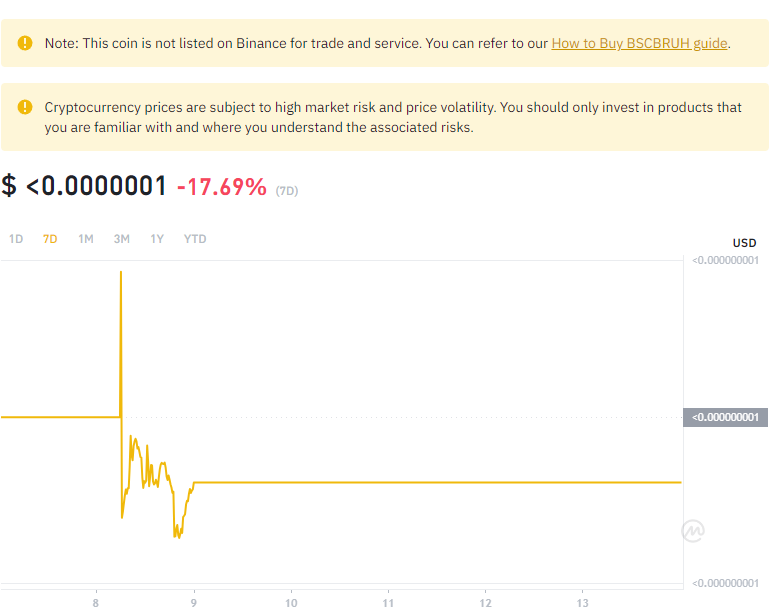 Note: This coin is not listed on Binance for trade and service. You can refer to our How to Buy BSCBRUH guide.
Cryptocurrency prices are subject to high market risk and price volatility. You should only invest in products that
you are familiar with and where you understand the associated risks.
$ <0.0000001 -17.69% (7D)
1D 7D 1M 3M 1Y YTD
USD
<0.000000001
<0.000000001
<0.000000001
8 9 10 11 12 13